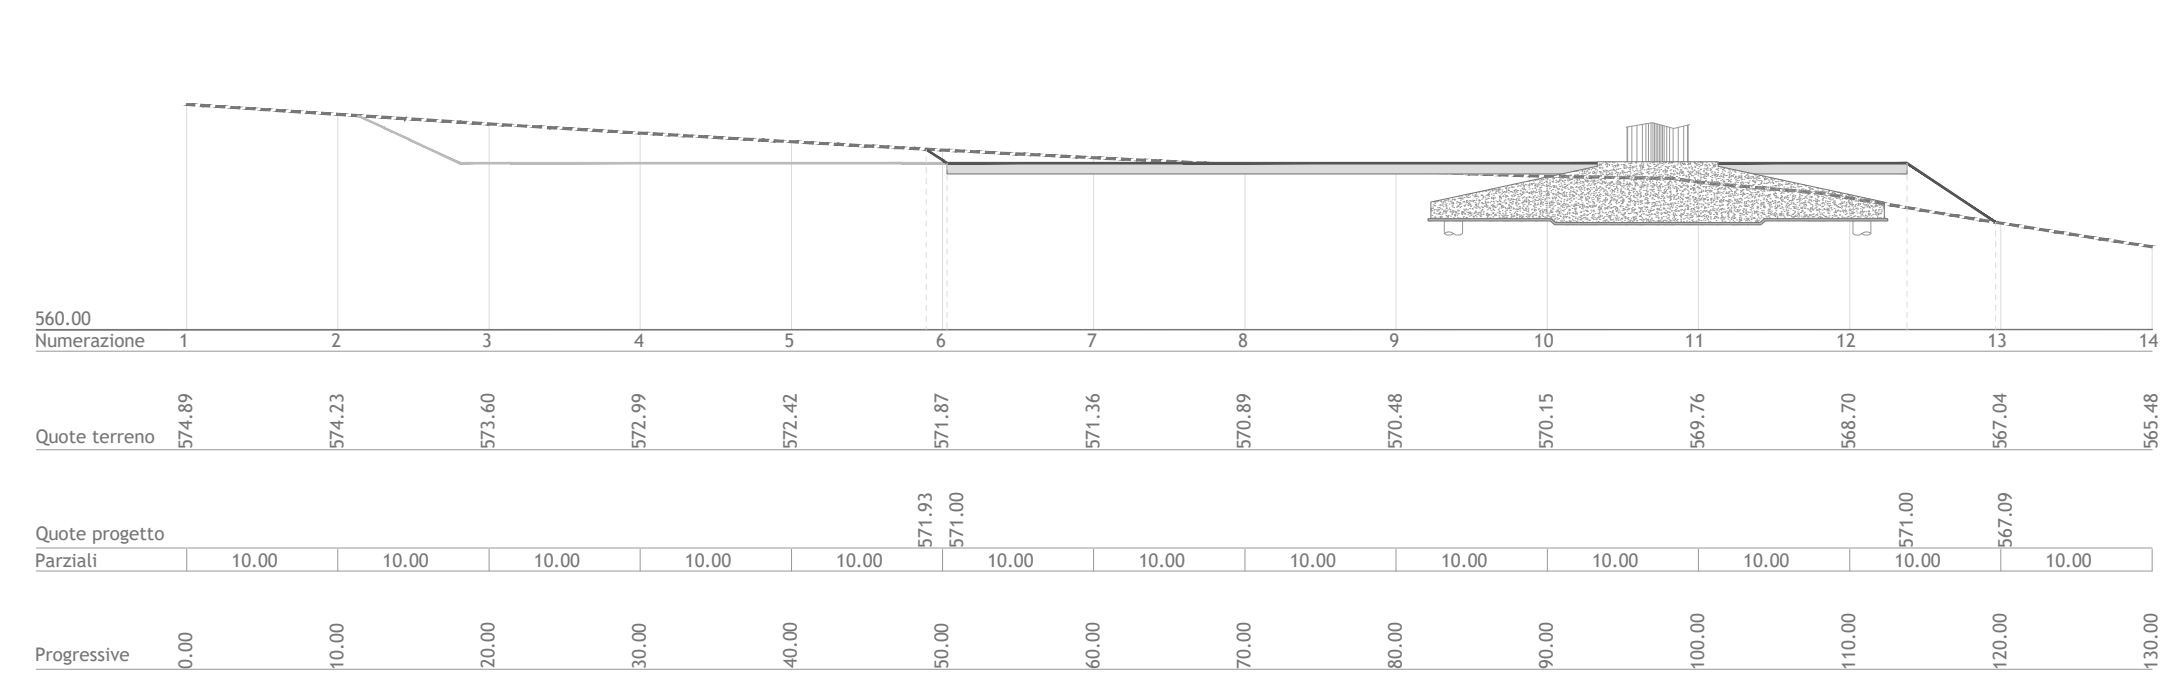 560.00
Numerazione 1 2 3 4 5 6 7 8 9 10 11 12 13 14
Quote terreno 574.89 574.23 573.60 572.99 572.42 571.87 571.36 570.89 570.48 570.15 569.76 568.70 567.04 565.48
Quote progetto 571.93 571.00 571.00 567.09
Parziali 10.00 10.00 10.00 10.00 10.00 10.00 10.00 10.00 10.00 10.00 10.00 10.00 10.00
Progressive 0.00 10.00 20.00 30.00 40.00 50.00 60.00 70.00 80.00 90.00 100.00 110.00 120.00 130.00